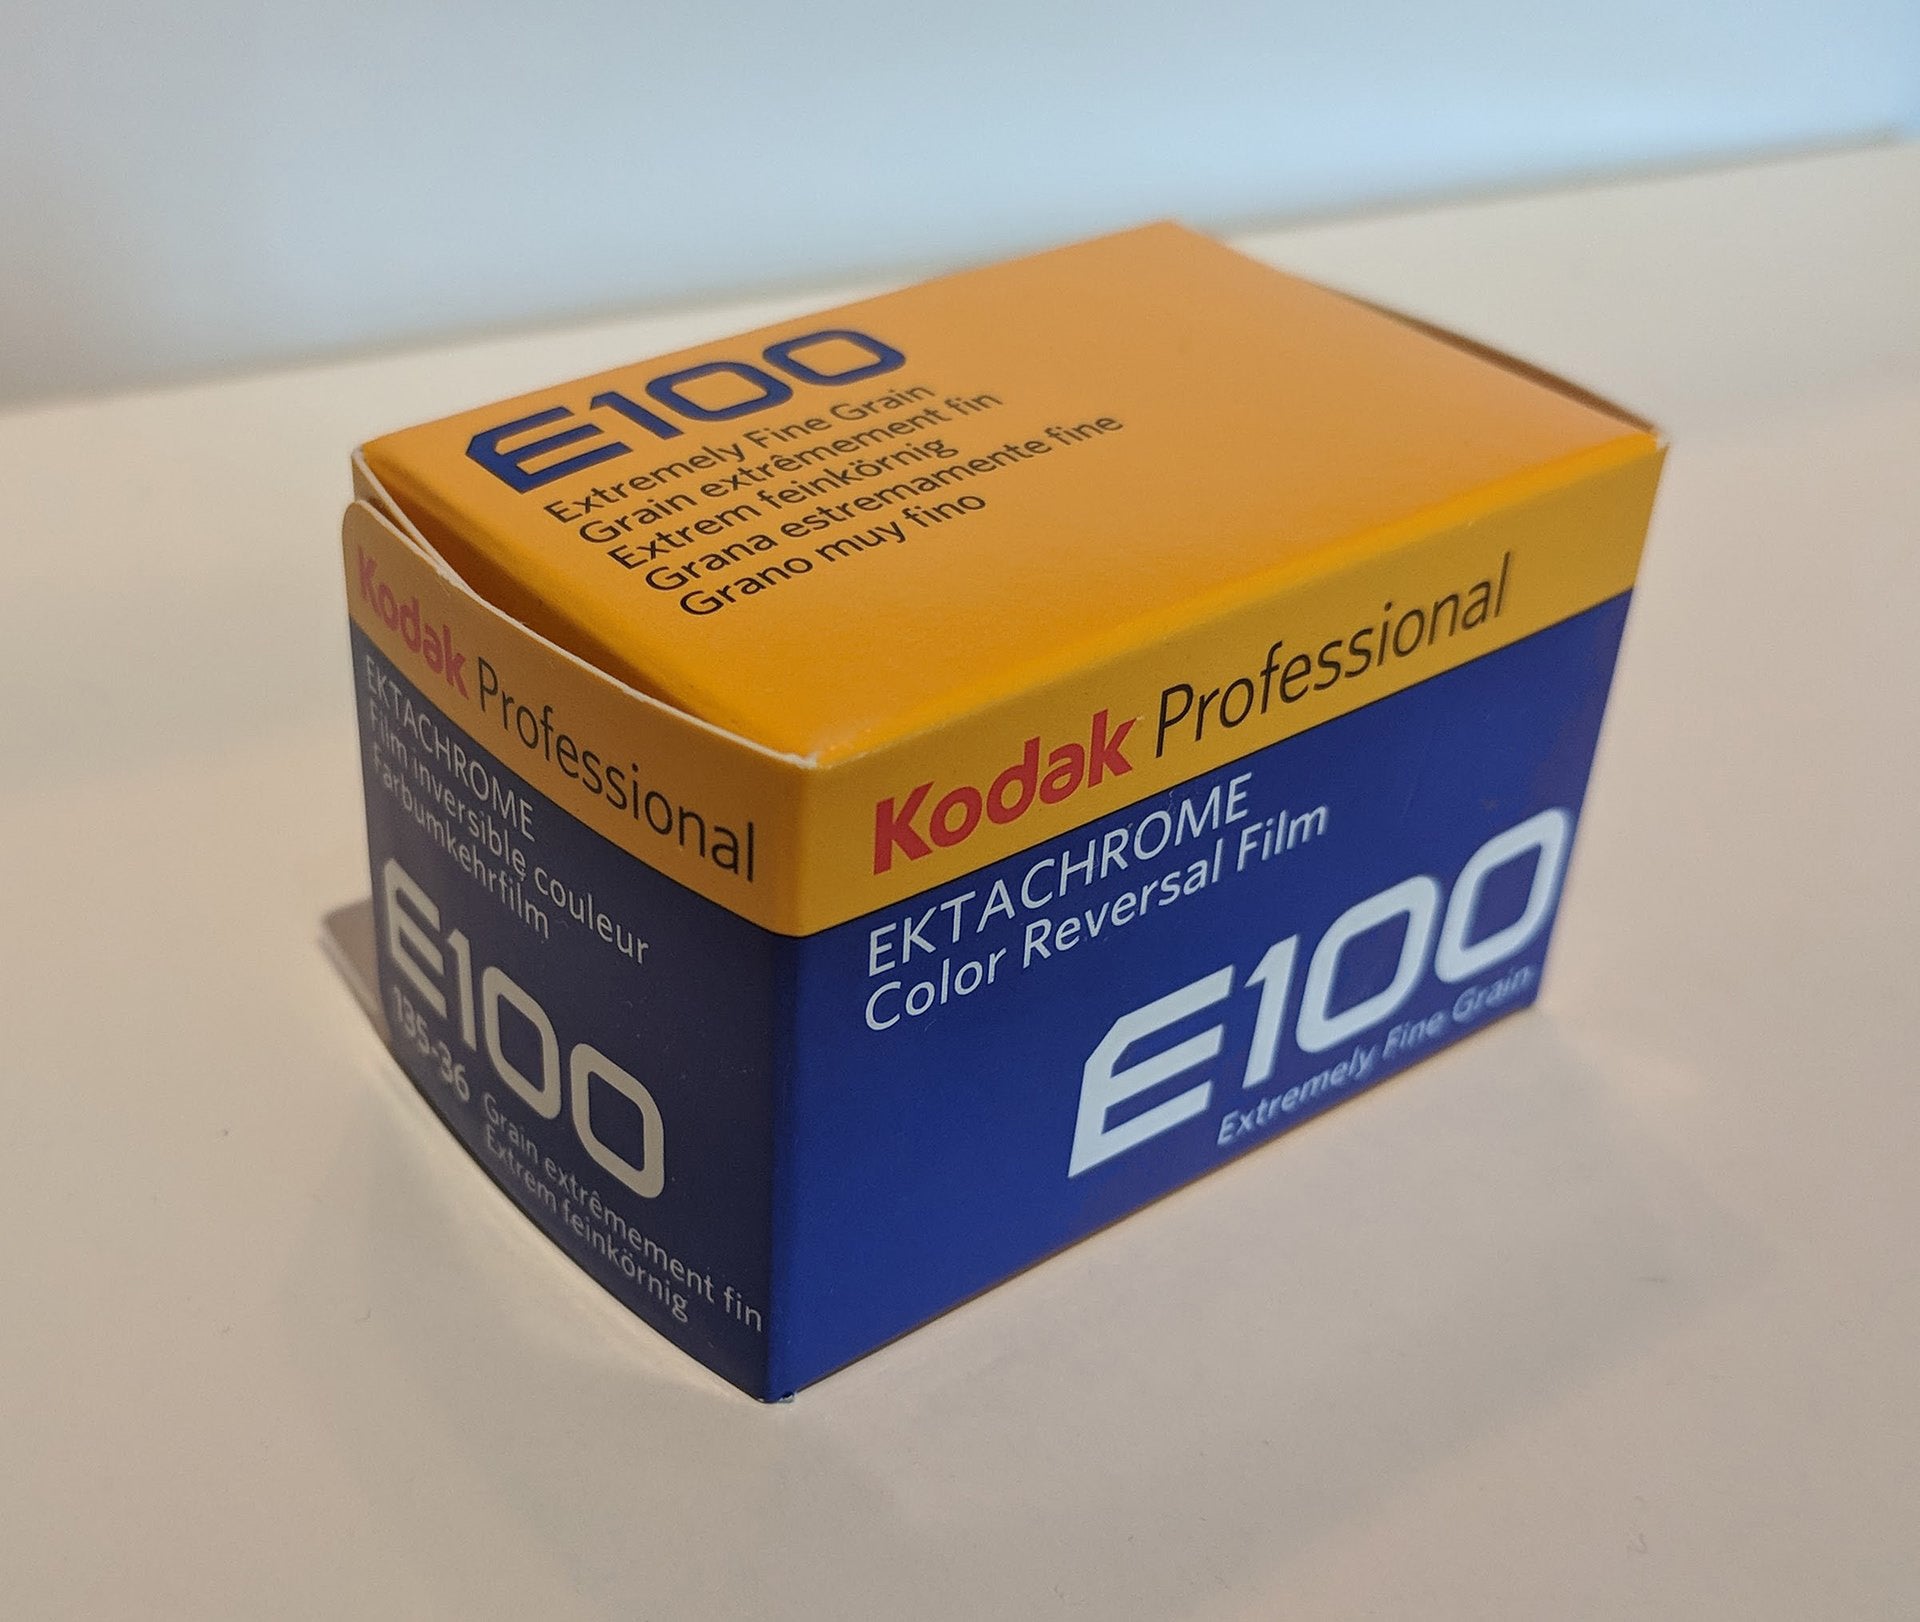 E100
Extremely Fine Grain
Grain extrêmement fin
Extrem feinkörnig
Grana estremamente fine
Grano muy fino
Kodak Professional
EKTACHROME
Film inversible couleur
Farbumkehrfilm
E100
135-36
Grain extrêmement fin
Extrem feinkörnig
Kodak Professional
EKTACHROME
Color Reversal Film
E100
Extremely Fine Grain